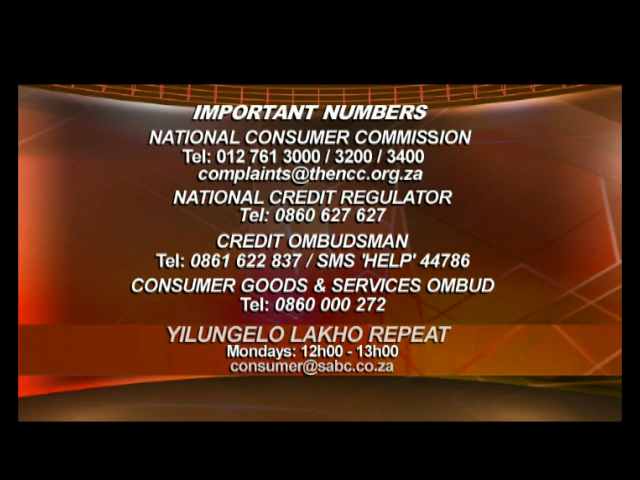 IMPORTANT NUMBERS
NATIONAL CONSUMER COMMISSION
Tel: 012 761 3000 / 3200 / 3400
complaints@thencc.org.za
NATIONAL CREDIT REGULATOR
Tel: 0860 627 627
CREDIT OMBUDSMAN
Tel: 0861 622 837 / SMS 'HELP' 44786
CONSUMER GOODS & SERVICES OMBUD
Tel: 0860 000 272
YILUNGELO LAKHO REPEAT
Mondays: 12h00 - 13h00
consumer@sabc.co.za